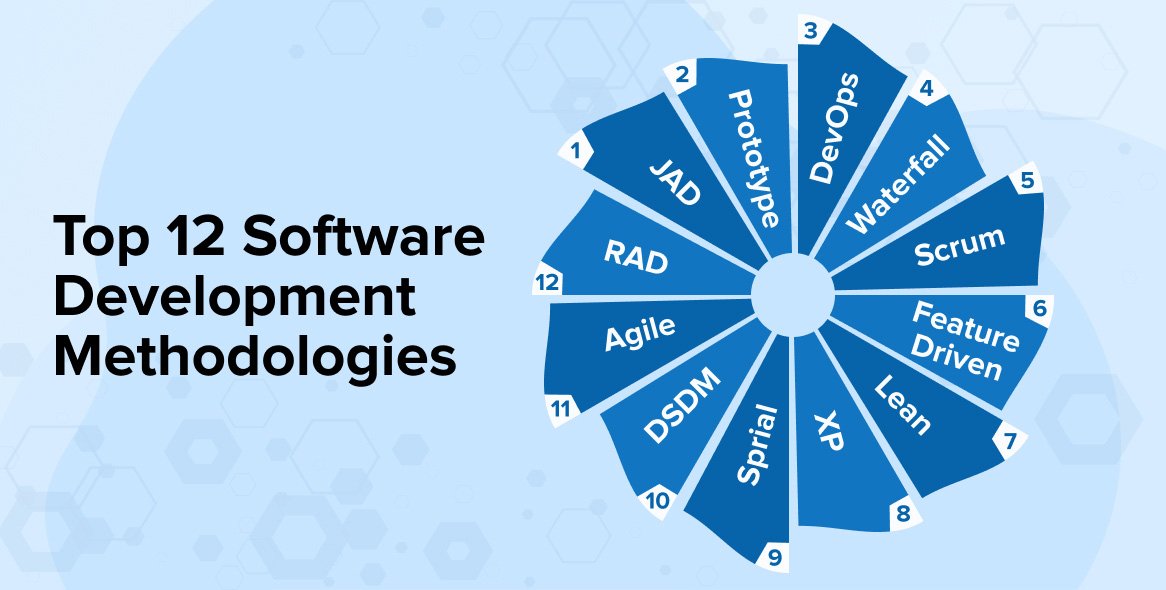 Top 12 Software
Development
Methodologies
1
JAD
2
Prototype
3
DevOps
4
Waterfall
5
Scrum
6
Feature
Driven
7
Lean
8
XP
9
Sprial
10
DSDM
11
Agile
12
RAD